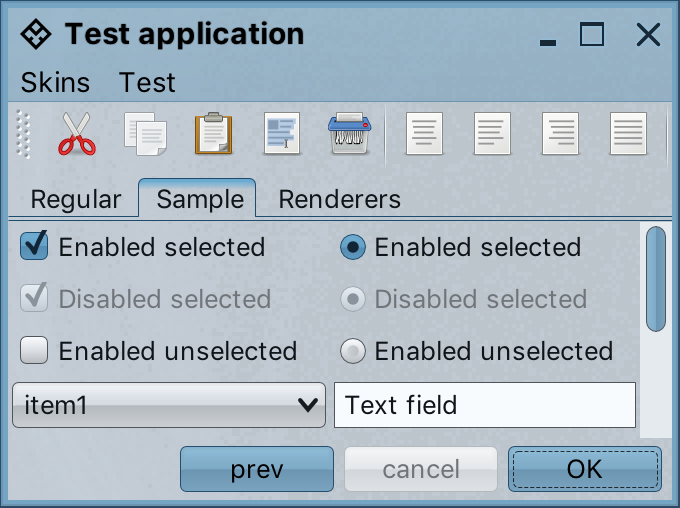 Test application
Skins Test
Regular Sample Renderers
Enabled selected Enabled selected
Disabled selected Disabled selected
Enabled unselected Enabled unselected
item1 Text field
prev cancel OK